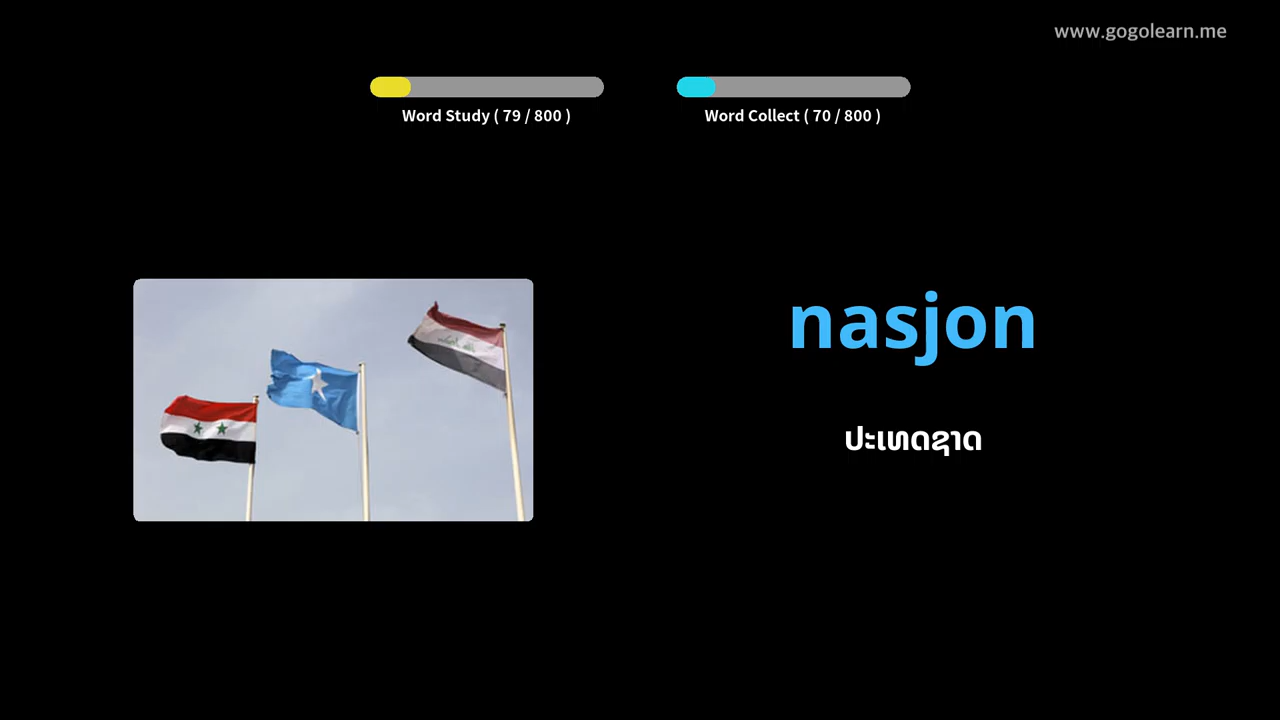 www.gogolearn.me
Word Study ( 79 / 800 )
Word Collect ( 70 / 800 )
nasjon
ປະເທດຊາດ